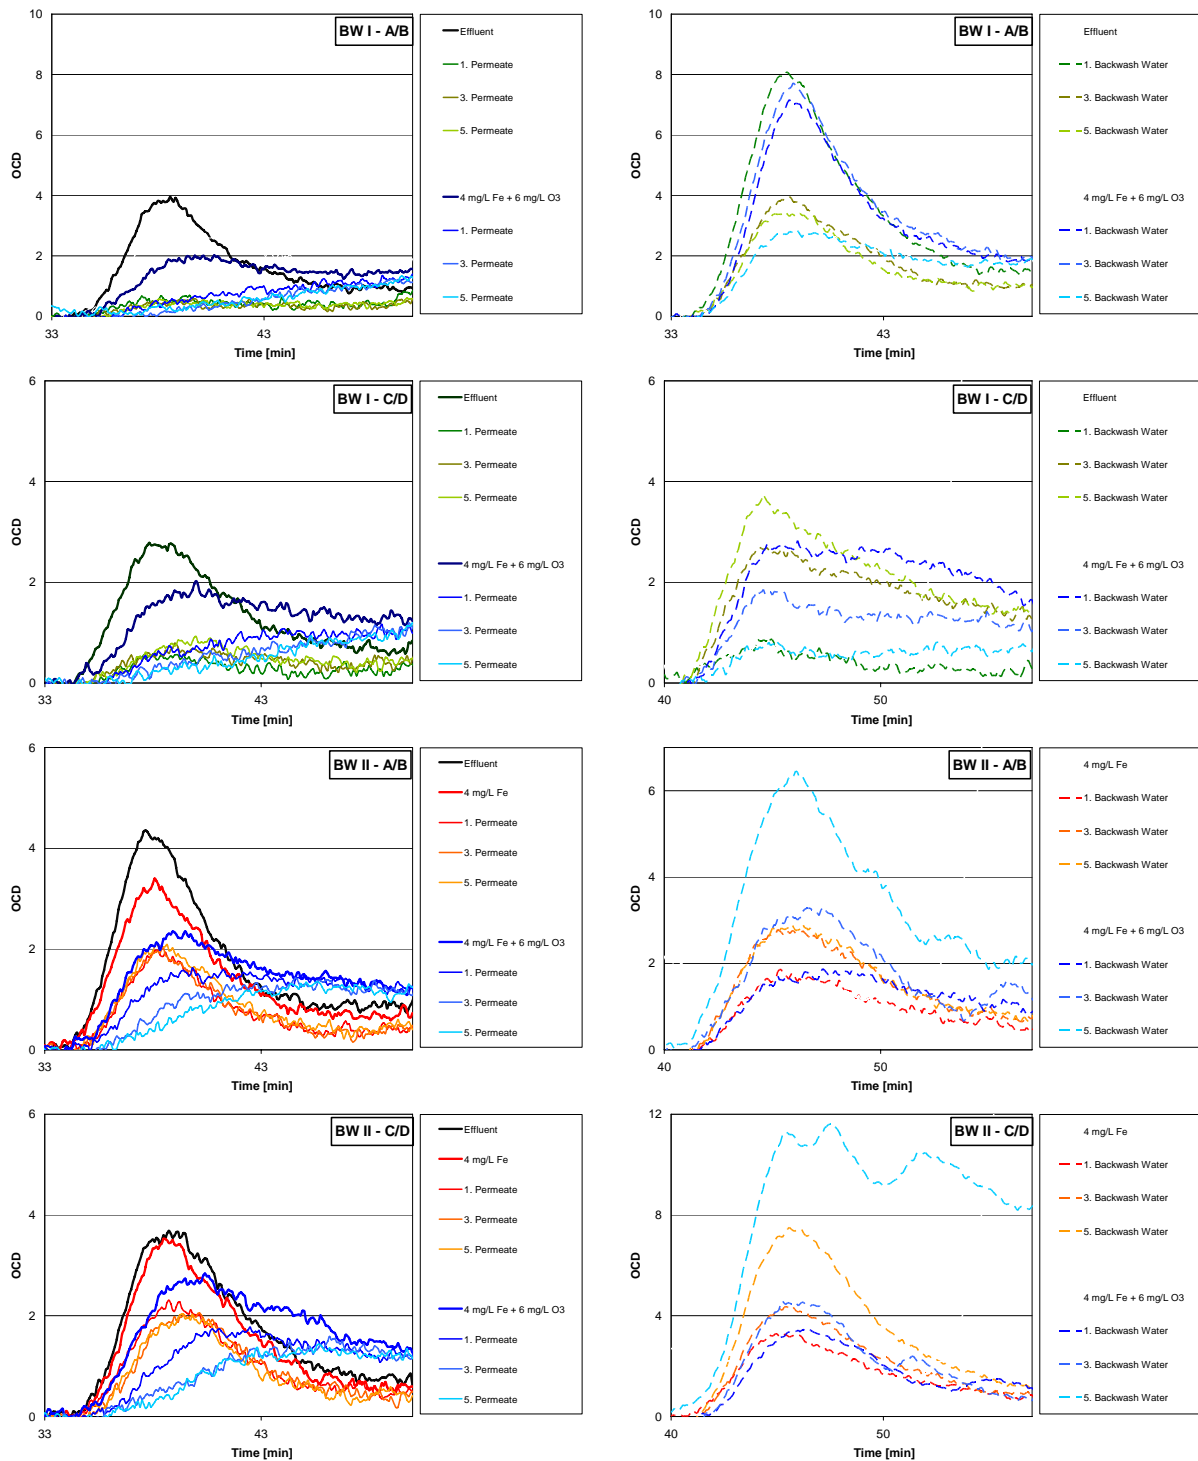 BW I - A/B
10
8
6
4
2
0
OCD
33
43
Time [min]
Effluent
1. Permeate
3. Permeate
5. Permeate
4 mg/L Fe + 6 mg/L O3
1. Permeate
3. Permeate
5. Permeate
BW I - A/B
10
8
6
4
2
0
OCD
33
43
Time [min]
Effluent
1. Backwash Water
3. Backwash Water
5. Backwash Water
4 mg/L Fe + 6 mg/L O3
1. Backwash Water
3. Backwash Water
5. Backwash Water
BW I - C/D
6
4
2
0
OCD
33
43
Time [min]
Effluent
1. Permeate
3. Permeate
5. Permeate
4 mg/L Fe + 6 mg/L O3
1. Permeate
3. Permeate
5. Permeate
BW I - C/D
6
4
2
0
OCD
40
50
Time [min]
Effluent
1. Backwash Water
3. Backwash Water
5. Backwash Water
4 mg/L Fe + 6 mg/L O3
1. Backwash Water
3. Backwash Water
5. Backwash Water
BW II - A/B
6
4
2
0
OCD
33
43
Time [min]
Effluent
4 mg/L Fe
1. Permeate
3. Permeate
5. Permeate
4 mg/L Fe + 6 mg/L O3
1. Permeate
3. Permeate
5. Permeate
BW II - A/B
6
4
2
0
OCD
40
50
Time [min]
4 mg/L Fe
1. Backwash Water
3. Backwash Water
5. Backwash Water
4 mg/L Fe + 6 mg/L O3
1. Backwash Water
3. Backwash Water
5. Backwash Water
BW II - C/D
6
4
2
0
OCD
33
43
Time [min]
Effluent
4 mg/L Fe
1. Permeate
3. Permeate
5. Permeate
4 mg/L Fe + 6 mg/L O3
1. Permeate
3. Permeate
5. Permeate
BW II - C/D
12
8
4
0
OCD
40
50
Time [min]
4 mg/L Fe
1. Backwash Water
3. Backwash Water
5. Backwash Water
4 mg/L Fe + 6 mg/L O3
1. Backwash Water
3. Backwash Water
5. Backwash Water